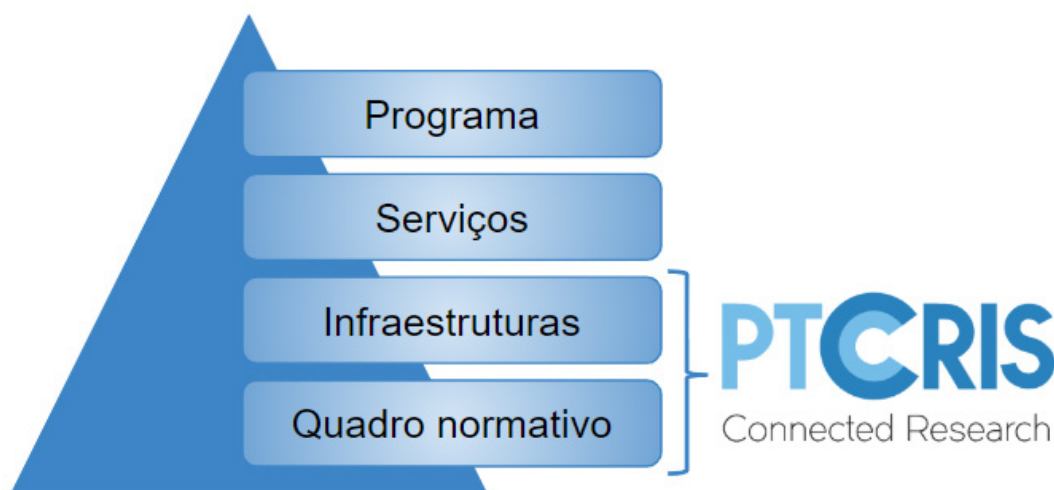 Programa
Serviços
Infraestruturas
Quadro normativo
PTCRIS
Connected Research